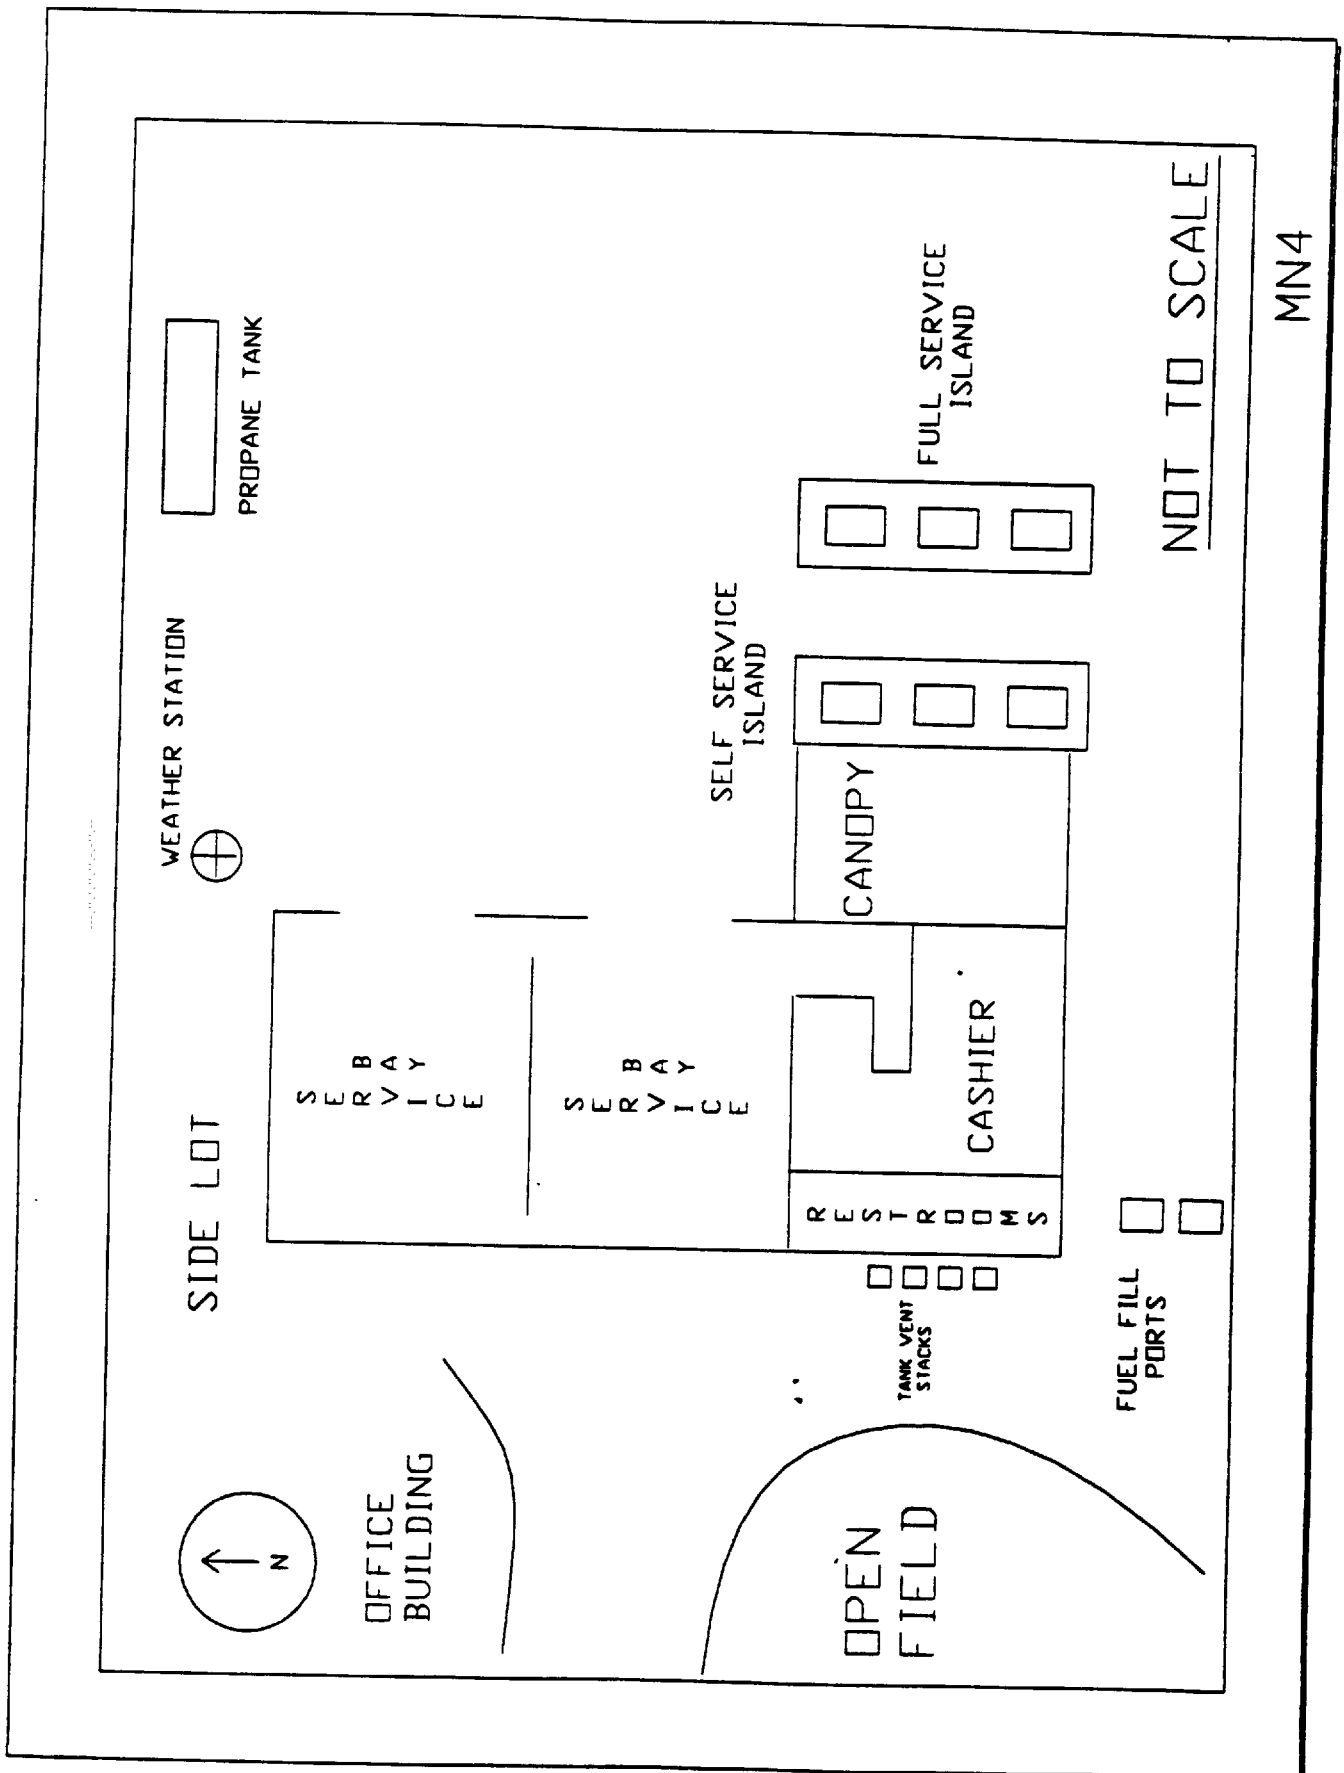 OFFICE
BUILDING
N
SIDE LOT
WEATHER STATION
PROPANE TANK
SERVICE
BAY
SERVICE
BAY
SELF SERVICE
ISLAND
OPEN
FIELD
TANK VENT
STACKS
RESTROOMS
CASHIER
CANOPY
FULL SERVICE
ISLAND
FUEL FILL
PORTS
NOT TO SCALE
MN4